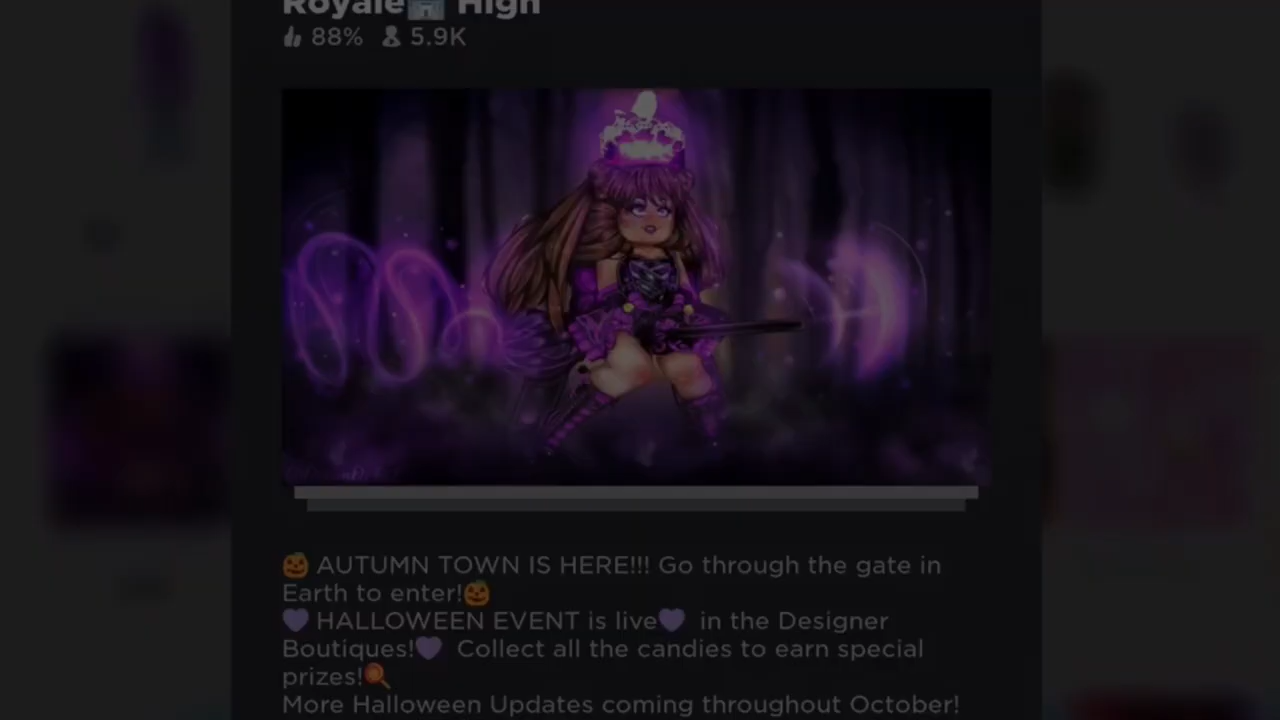 Royale🏰 High
88% 5.9K
🎃 AUTUMN TOWN IS HERE!!! Go through the gate in
Earth to enter!🎃
💜 HALLOWEEN EVENT is live💜 in the Designer
Boutiques!💜 Collect all the candies to earn special
prizes!🍭
More Halloween Updates coming throughout October!